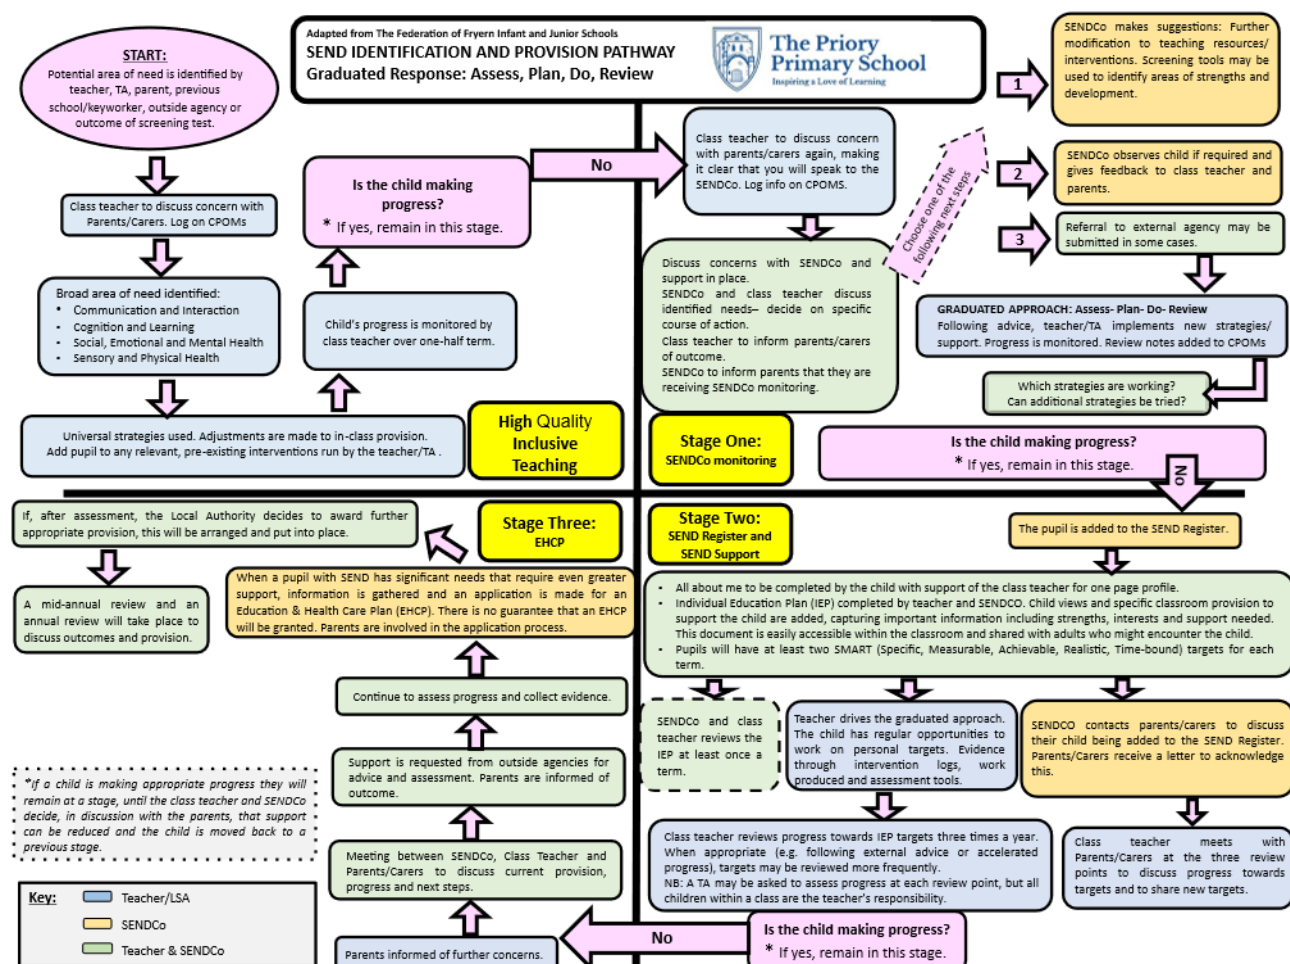 Adapted from The Federation of Fryern Infant and Junior Schools
SEND IDENTIFICATION AND PROVISION PATHWAY
Graduated Response: Assess, Plan, Do, Review
The Priory
Primary School
Inspiring a Love of Learning
START:
Potential area of need is identified by
teacher, TA, parent, previous
school/keyworker, outside agency or
outcome of screening test.
Class teacher to discuss concern with
Parents/Carers. Log on CPOMs
Broad area of need identified:
• Communication and Interaction
• Cognition and Learning
• Social, Emotional and Mental Health
• Sensory and Physical Health
Universal strategies used. Adjustments are made to in-class provision.
Add pupil to any relevant, pre-existing interventions run by the teacher/TA .
Child's progress is monitored by
class teacher over one-half term.
Is the child making
progress?
* If yes, remain in this stage.
No
High Quality
Inclusive
Teaching
Class teacher to discuss concern
with parents/carers again, making
it clear that you will speak to the
SENDCo. Log info on CPOMS.
Discuss concerns with SENDCo and
support in place.
SENDCo and class teacher discuss
identified needs– decide on specific
course of action.
Class teacher to inform parents/carers
of outcome.
SENDCo to inform parents that they are
receiving SENDCo monitoring.
Choose one of the
following next steps
1
SENDCo makes suggestions: Further
modification to teaching resources/
interventions. Screening tools may be
used to identify areas of strengths and
development.
2
SENDCo observes child if required and
gives feedback to class teacher and
parents.
3
Referral to external agency may be
submitted in some cases.
GRADUATED APPROACH: Assess- Plan- Do- Review
Following advice, teacher/TA implements new strategies/
support. Progress is monitored. Review notes added to CPOMs
Which strategies are working?
Can additional strategies be tried?
Stage One:
SENDCo monitoring
Is the child making progress?
* If yes, remain in this stage.
No
Stage Two:
SEND Register and
SEND Support
The pupil is added to the SEND Register.
• All about me to be completed by the child with support of the class teacher for one page profile.
• Individual Education Plan (IEP) completed by teacher and SENDCO. Child views and specific classroom provision to
support the child are added, capturing important information including strengths, interests and support needed.
This document is easily accessible within the classroom and shared with adults who might encounter the child.
• Pupils will have at least two SMART (Specific, Measurable, Achievable, Realistic, Time-bound) targets for each
term.
SENDCo and class
teacher reviews the
IEP at least once a
term.
Teacher drives the graduated approach.
The child has regular opportunities to
work on personal targets. Evidence
through intervention logs, work
produced and assessment tools.
SENDCO contacts parents/carers to discuss
their child being added to the SEND Register.
Parents/Carers receive a letter to acknowledge
this.
Class teacher reviews progress towards IEP targets three times a year.
When appropriate (e.g. following external advice or accelerated
progress), targets may be reviewed more frequently.
NB: A TA may be asked to assess progress at each review point, but all
children within a class are the teacher's responsibility.
Class teacher meets with
Parents/Carers at the three review
points to discuss progress towards
targets and to share new targets.
Is the child making progress?
* If yes, remain in this stage.
No
Stage Three:
EHCP
Parents informed of further concerns.
Meeting between SENDCo, Class Teacher and
Parents/Carers to discuss current provision,
progress and next steps.
Support is requested from outside agencies for
advice and assessment. Parents are informed of
outcome.
Continue to assess progress and collect evidence.
When a pupil with SEND has significant needs that require even greater
support, information is gathered and an application is made for an
Education & Health Care Plan (EHCP). There is no guarantee that an EHCP
will be granted. Parents are involved in the application process.
If, after assessment, the Local Authority decides to award further
appropriate provision, this will be arranged and put into place.
A mid-annual review and an
annual review will take place to
discuss outcomes and provision.
*If a child is making appropriate progress they will
remain at a stage, until the class teacher and SENDCo
decide, in discussion with the parents, that support
can be reduced and the child is moved back to a
previous stage.
Key:
Teacher/LSA
SENDCo
Teacher & SENDCo